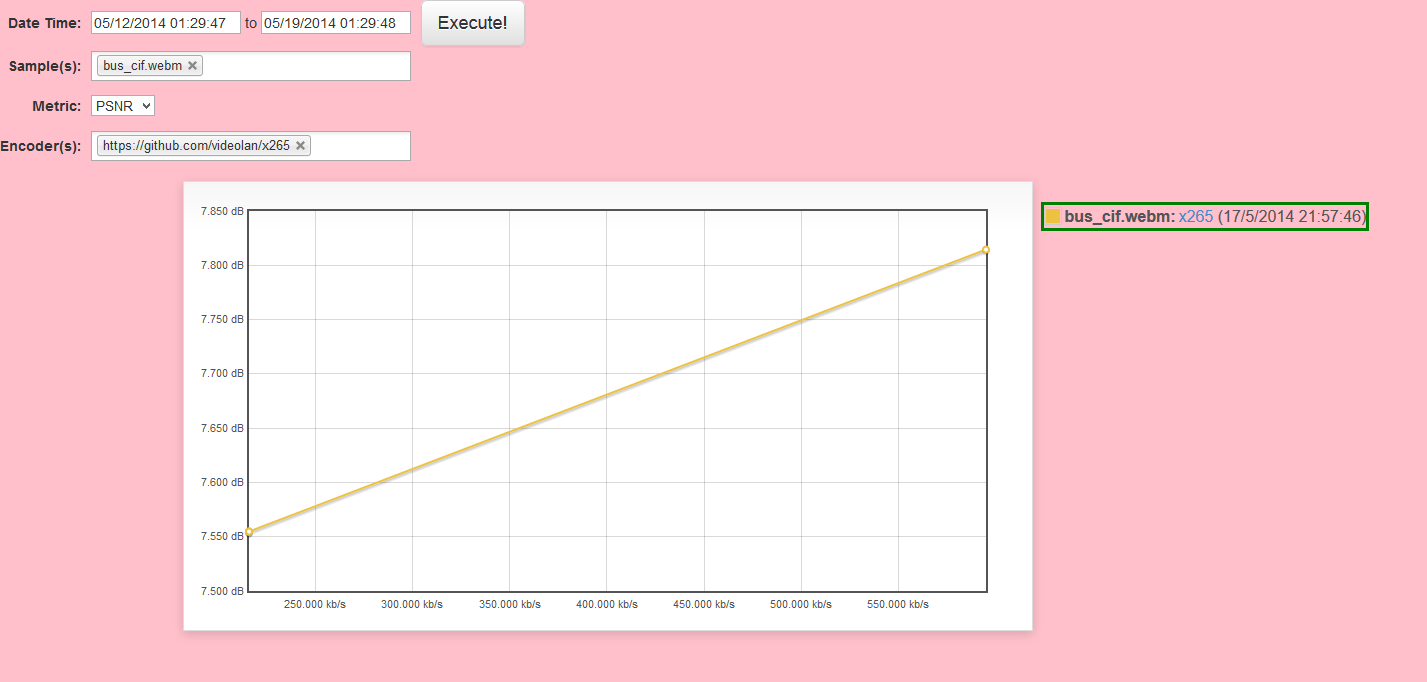 Date Time: 05/12/2014 01:29:47 to 05/19/2014 01:29:48 Execute!
Sample(s): bus_cif.webm ×
Metric: PSNR
Encoder(s): https://github.com/videolan/x265 ×
7.850 dB
7.800 dB
7.750 dB
7.700 dB
7.650 dB
7.600 dB
7.550 dB
7.500 dB
250.000 kb/s 300.000 kb/s 350.000 kb/s 400.000 kb/s 450.000 kb/s 500.000 kb/s 550.000 kb/s
bus_cif.webm: x265 (17/5/2014 21:57:46)